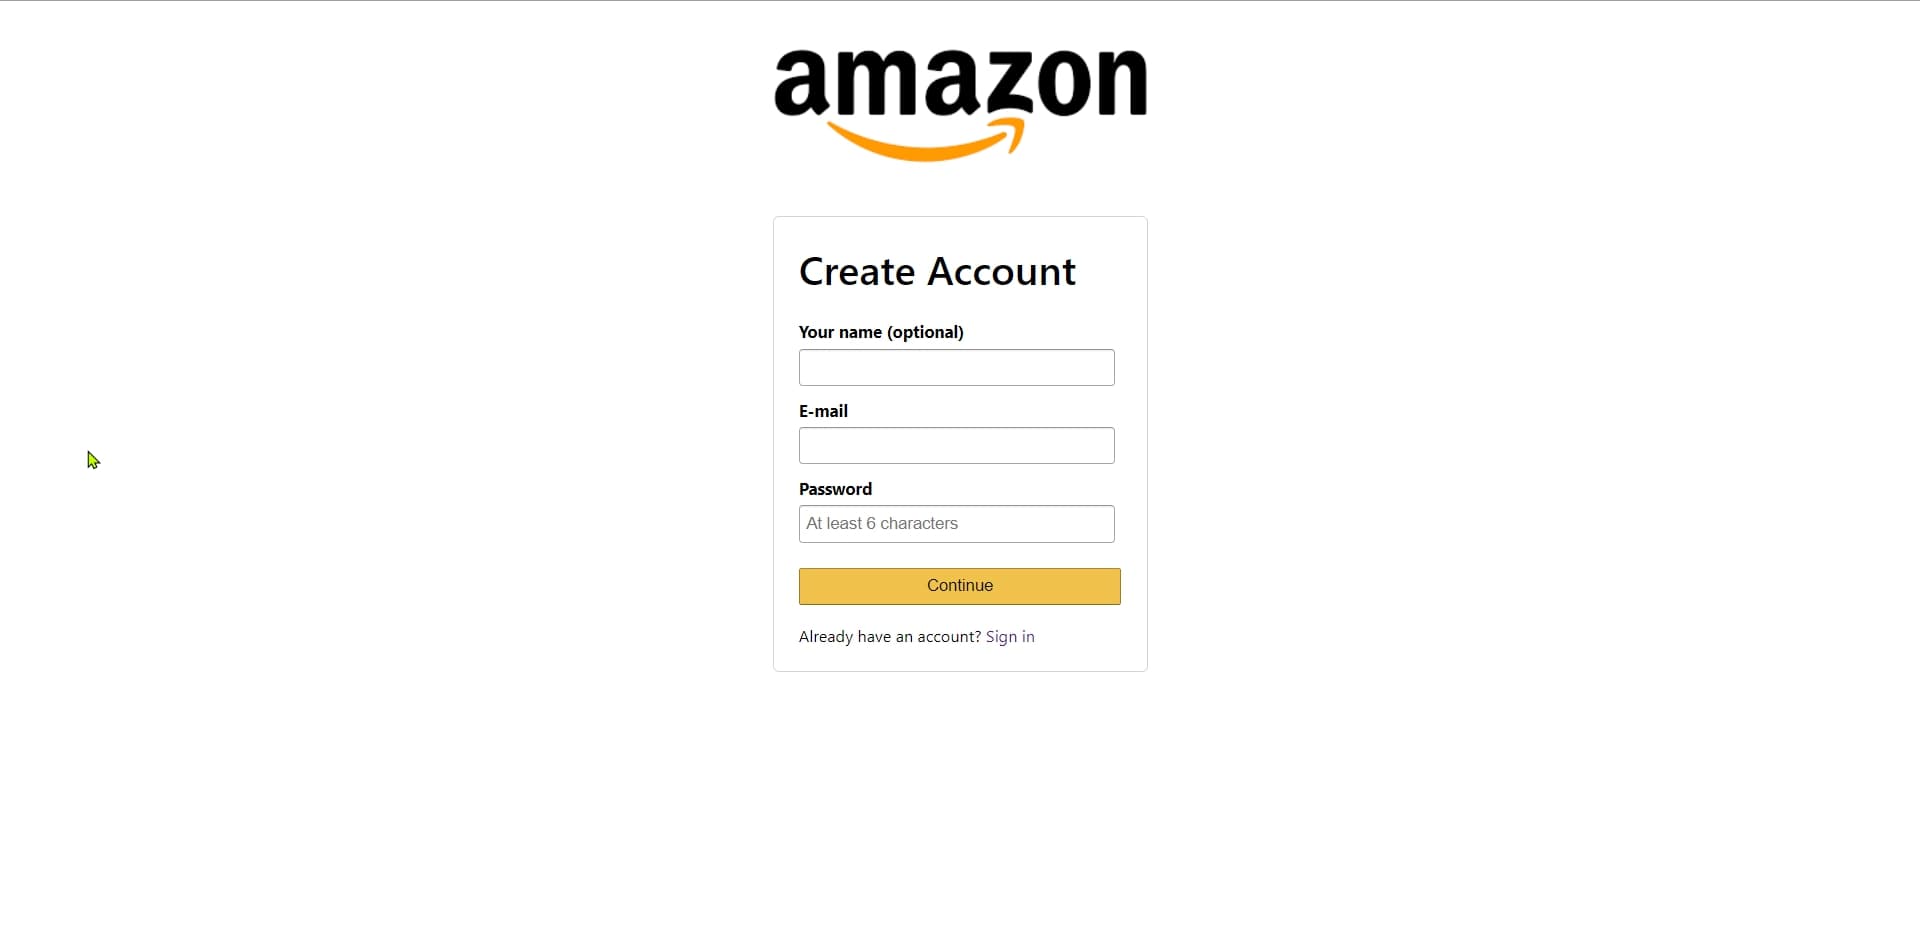 amazon
Create Account
Your name (optional)
E-mail
Password
At least 6 characters
Continue
Already have an account? Sign in